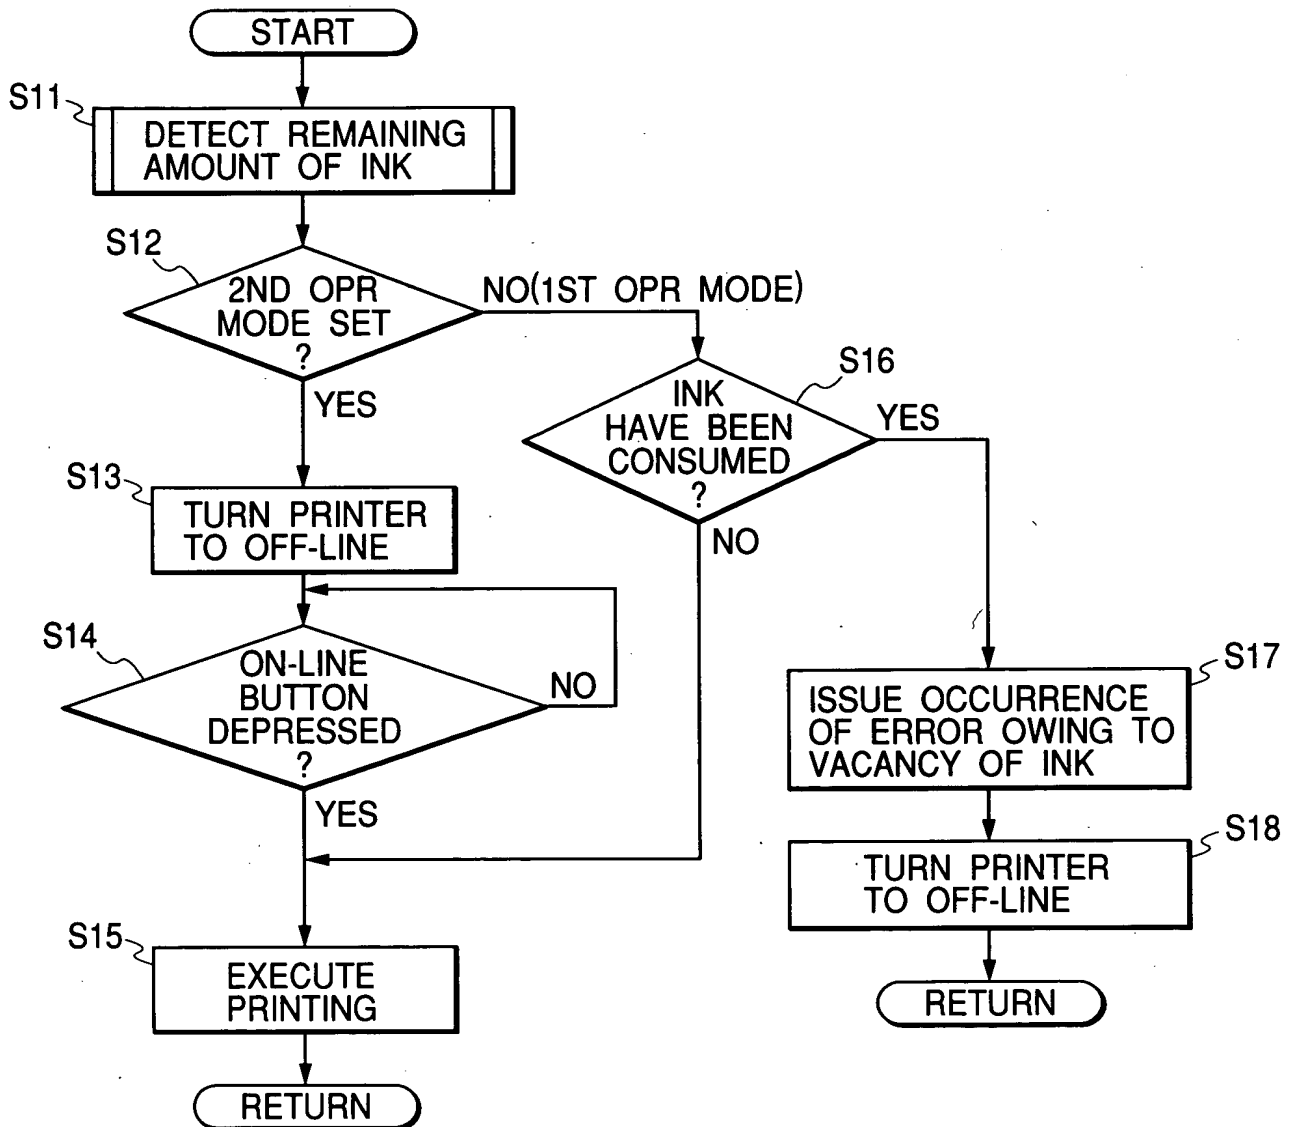 START
S11
DETECT REMAINING
AMOUNT OF INK
S12
2ND OPR
MODE SET
?
NO(1ST OPR MODE)
YES
S16
INK
HAVE BEEN
CONSUMED
?
YES
NO
S13
TURN PRINTER
TO OFF-LINE
S14
ON-LINE
BUTTON
DEPRESSED
?
NO
YES
S17
ISSUE OCCURRENCE
OF ERROR OWING TO
VACANCY OF INK
S18
TURN PRINTER
TO OFF-LINE
RETURN
S15
EXECUTE
PRINTING
RETURN